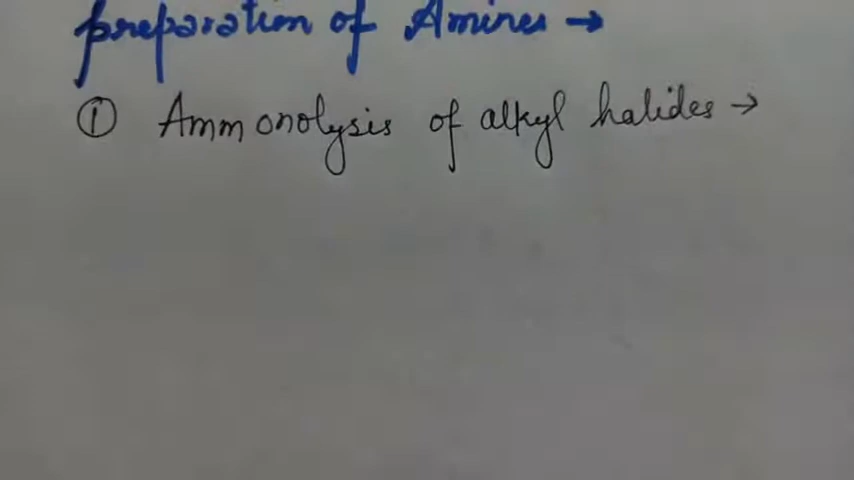 preparation of Amines →
① Ammonolysis of alkyl halides →